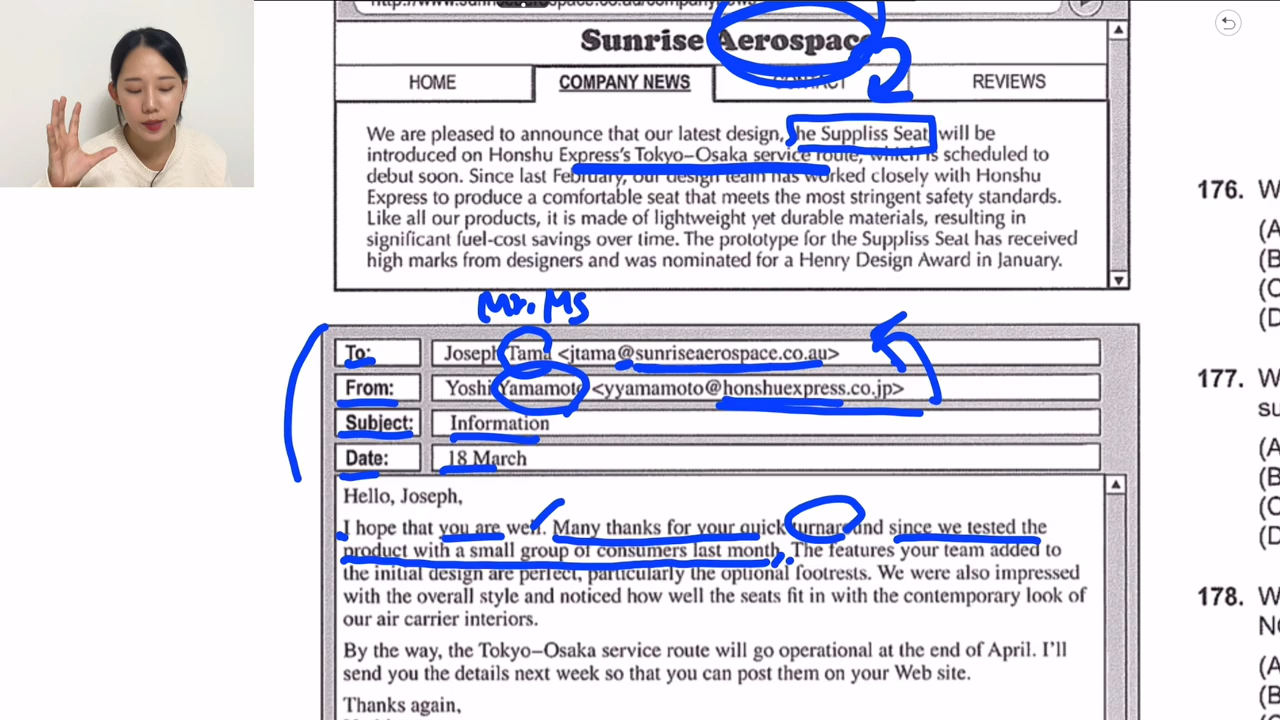 Sunrise Aerospace
HOME COMPANY NEWS CONTACT REVIEWS
We are pleased to announce that our latest design, the Suppliss Seat, will be
introduced on Honshu Express's Tokyo–Osaka service route, which is scheduled to
debut soon. Since last February, our design team has worked closely with Honshu
Express to produce a comfortable seat that meets the most stringent safety standards.
Like all our products, it is made of lightweight yet durable materials, resulting in
significant fuel-cost savings over time. The prototype for the Suppliss Seat has received
high marks from designers and was nominated for a Henry Design Award in January.
Mr. Ms
To: Joseph Tama <jtama@sunriseaerospace.co.au>
From: Yoshi Yamamoto <yyamamoto@honshuexpress.co.jp>
Subject: Information
Date: 18 March
Hello, Joseph,
I hope that you are well. Many thanks for your quick turnaround since we tested the
product with a small group of consumers last month. The features your team added to
the initial design are perfect, particularly the optional footrests. We were also impressed
with the overall style and noticed how well the seats fit in with the contemporary look of
our air carrier interiors.
By the way, the Tokyo–Osaka service route will go operational at the end of April. I'll
send you the details next week so that you can post them on your Web site.
Thanks again,
176. W
(A
(B
(C
(D
177. W
su
(A
(B
(C
(D
178. W
NO
(A
(B